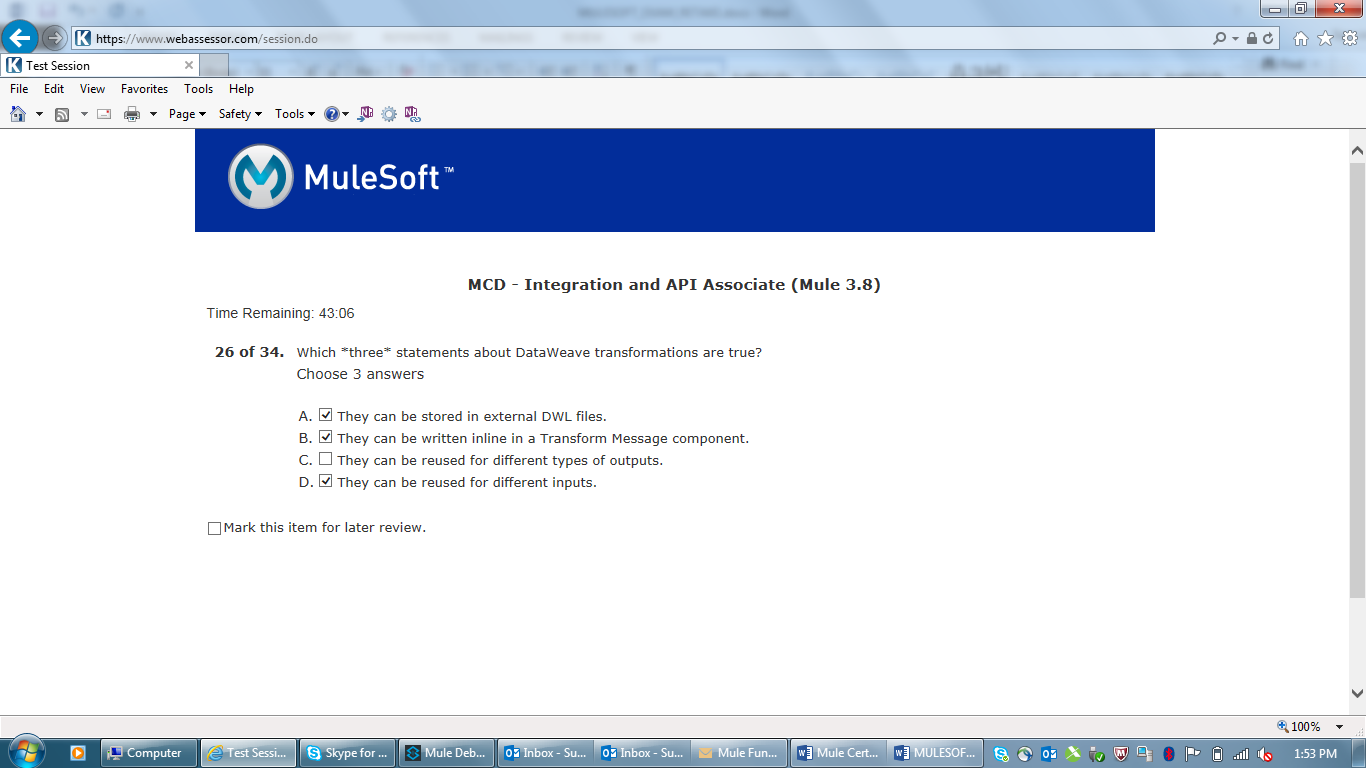 https://www.webassessor.com/session.do
Test Session
File Edit View Favorites Tools Help
Page Safety Tools
MuleSoft™
MCD - Integration and API Associate (Mule 3.8)
Time Remaining: 43:06
26 of 34. Which *three* statements about DataWeave transformations are true?
Choose 3 answers
A. They can be stored in external DWL files.
B. They can be written inline in a Transform Message component.
C. They can be reused for different types of outputs.
D. They can be reused for different inputs.
Mark this item for later review.
100%
Computer Test Sessi... Skype for ... Mule Deb... Inbox - Su... Inbox - Su... Mule Fun... Mule Cert... MULESOF... 1:53 PM